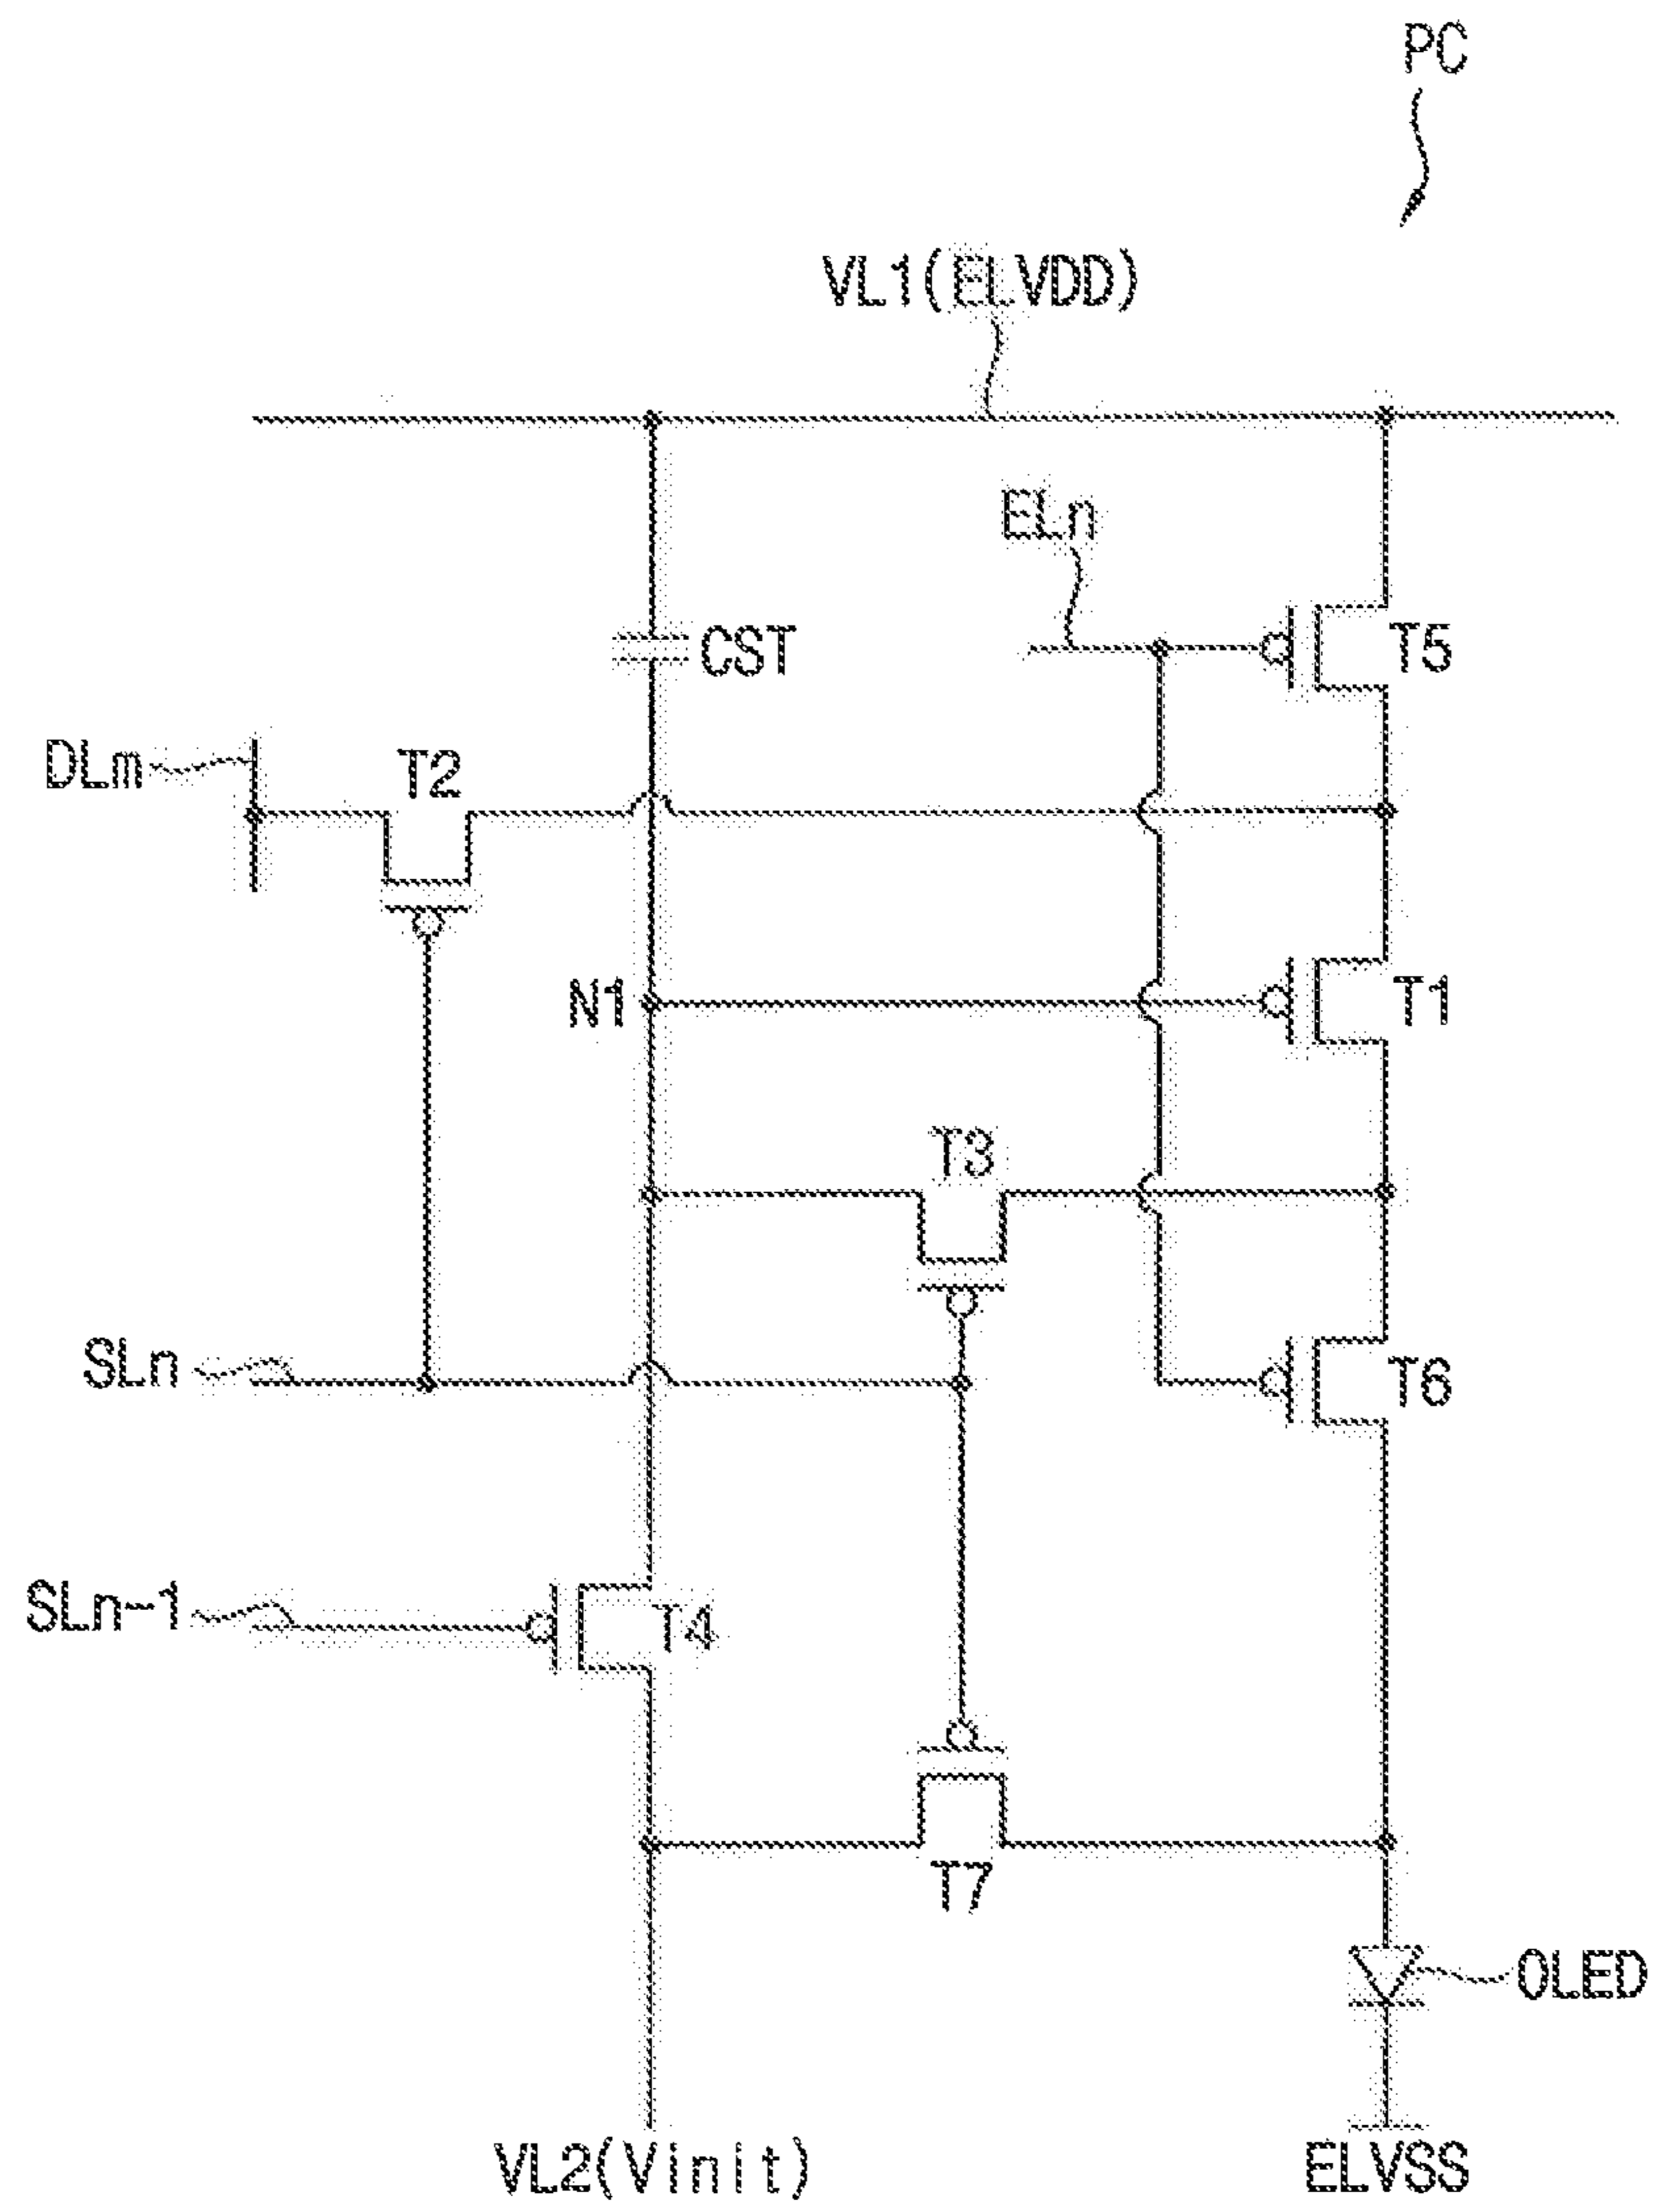 PC
VL1(ELVDD)
ELn
CST
T5
DLm
T2
N1
T1
T3
SLn
T6
SLn-1
T4
T7
OLED
VL2(Vinit)
ELVSS